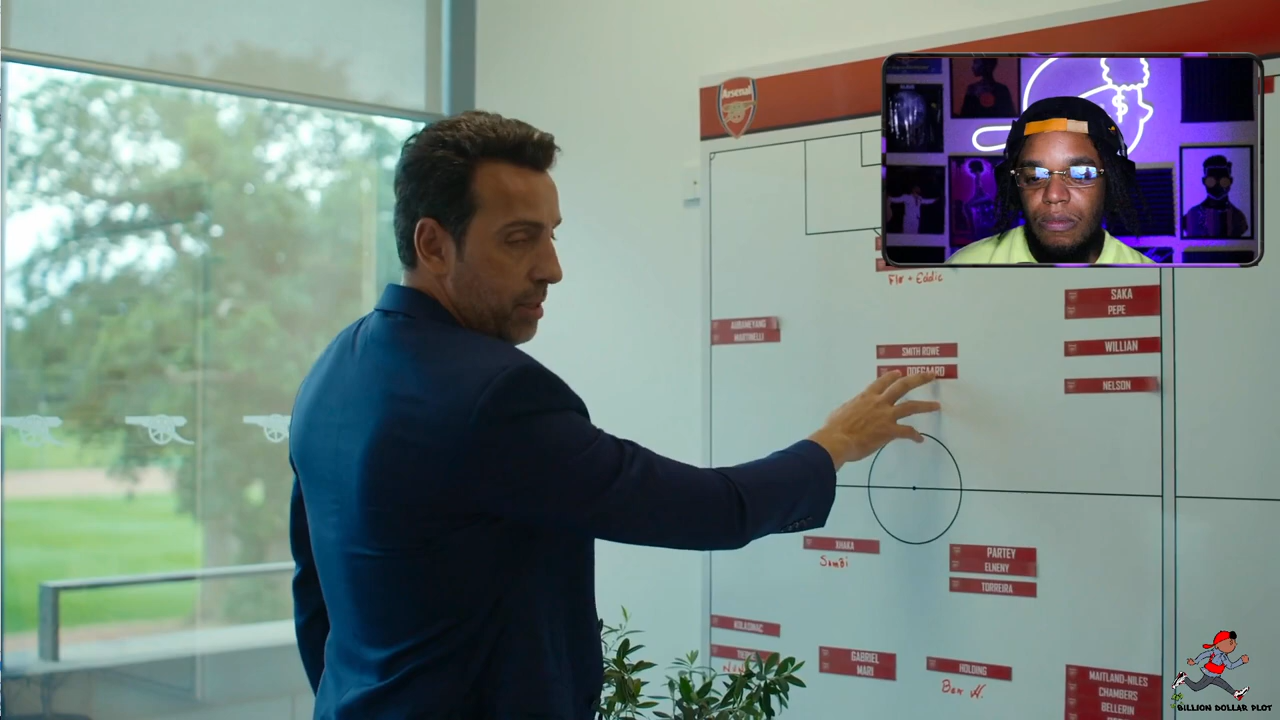 Arsenal
Flo + Eddie
SAKA
PEPE
AUBAMEYANG
MARTINELLI
SMITH ROWE
WILLIAN
ODEGAARD
NELSON
XHAKA
Sambi
PARTEY
ELNENY
TORREIRA
KOLASINAC
GABRIEL
MARI
HOLDING
Ben W.
MAITLAND-NILES
CHAMBERS
BELLERIN
BILLION DOLLAR PLOT